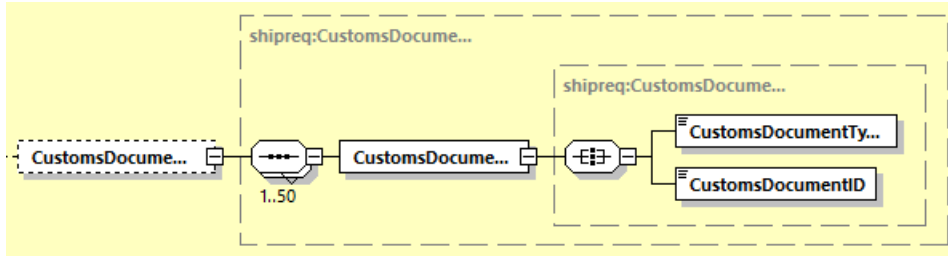 shipreq:CustomsDocume...
shipreq:CustomsDocume...
CustomsDocume...
1..50
CustomsDocume...
CustomsDocumentTy...
CustomsDocumentID